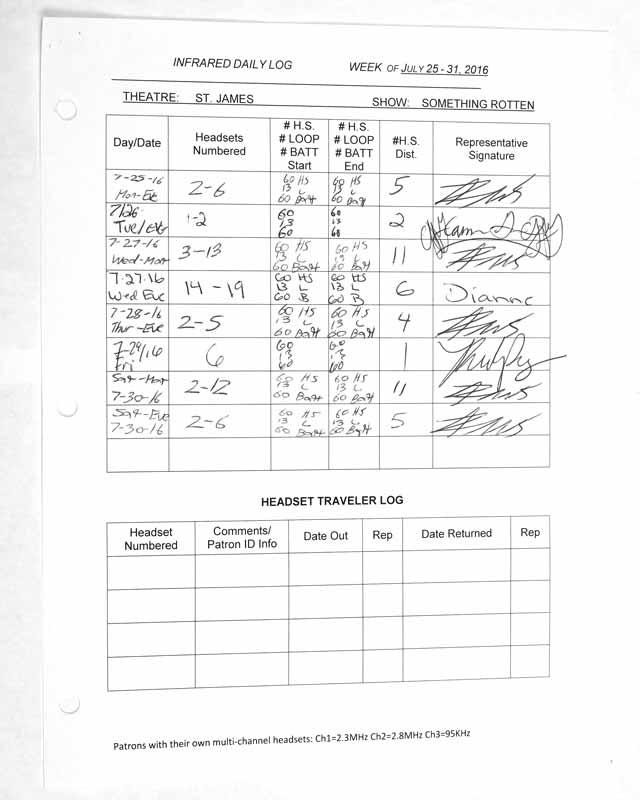 INFRARED DAILY LOG WEEK OF JULY 25 - 31, 2016
THEATRE: ST. JAMES SHOW: SOMETHING ROTTEN
Day/Date Headsets Numbered # H.S. # LOOP # BATT Start # H.S. # LOOP # BATT End #H.S. Dist. Representative Signature
7-25-16 Mon-Eve 2-6 60 HS 13 L 60 Batt 60 HS 13 L 60 Batt 5
7/26 Tue/Eve 1-2 60 13 60 60 13 60 2
7-27-16 Wed-Mat 3-13 60 HS 13 L 60 Batt 60 HS 13 L 60 Batt 11
7.27.16 Wed Eve 14-19 60 HS 13 L 60 B 60 HS 13 L 60 B 6 Dianne
7-28-16 Thur-Eve 2-5 60 HS 13 L 60 Batt 60 HS 13 L 60 Batt 4
7/29/16 Fri 6 60 13 60 60 13 60 1
Sat-Mat 7-30-16 2-12 60 HS 13 L 60 Batt 60 HS 13 L 60 Batt 11
Sat-Eve 7-30-16 2-6 60 HS 13 L 60 Batt 60 HS 13 L 60 Batt 5
HEADSET TRAVELER LOG
Headset Numbered Comments/ Patron ID Info Date Out Rep Date Returned Rep
Patrons with their own multi-channel headsets: Ch1=2.3MHz Ch2=2.8MHz Ch3=95KHz